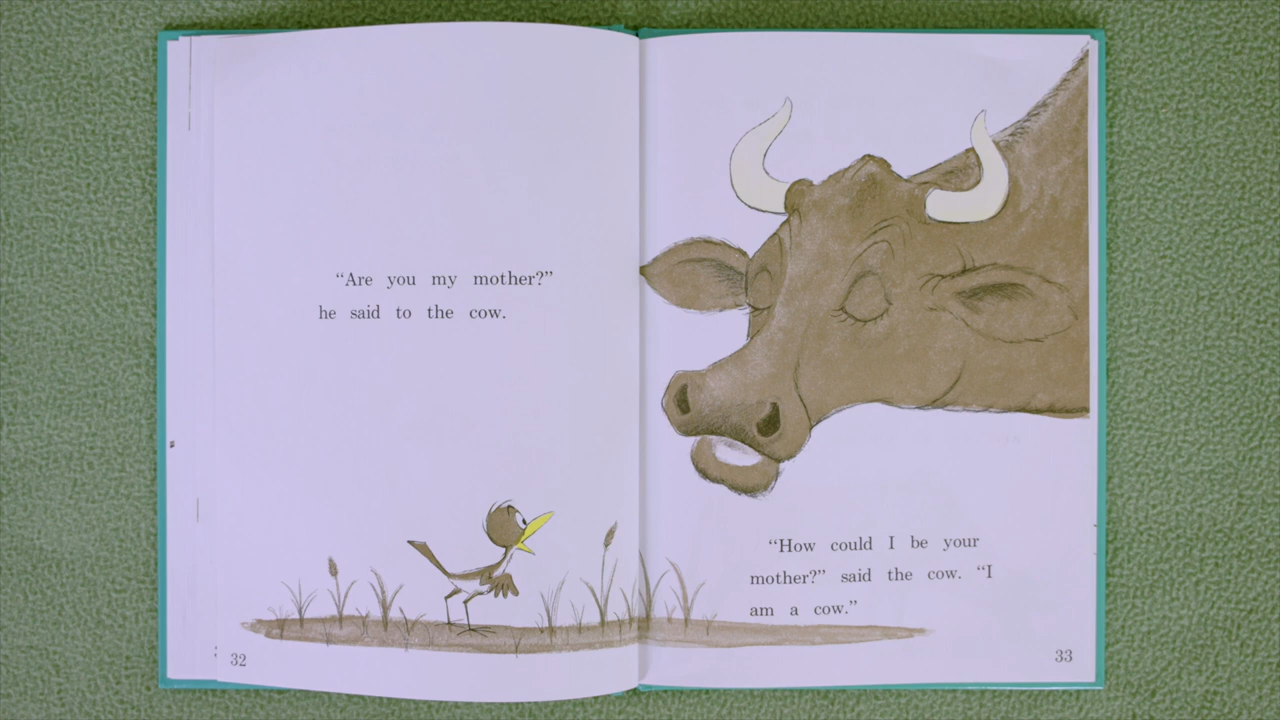 “Are you my mother?”
he said to the cow.
32
“How could I be your
mother?” said the cow. “I
am a cow.”
33